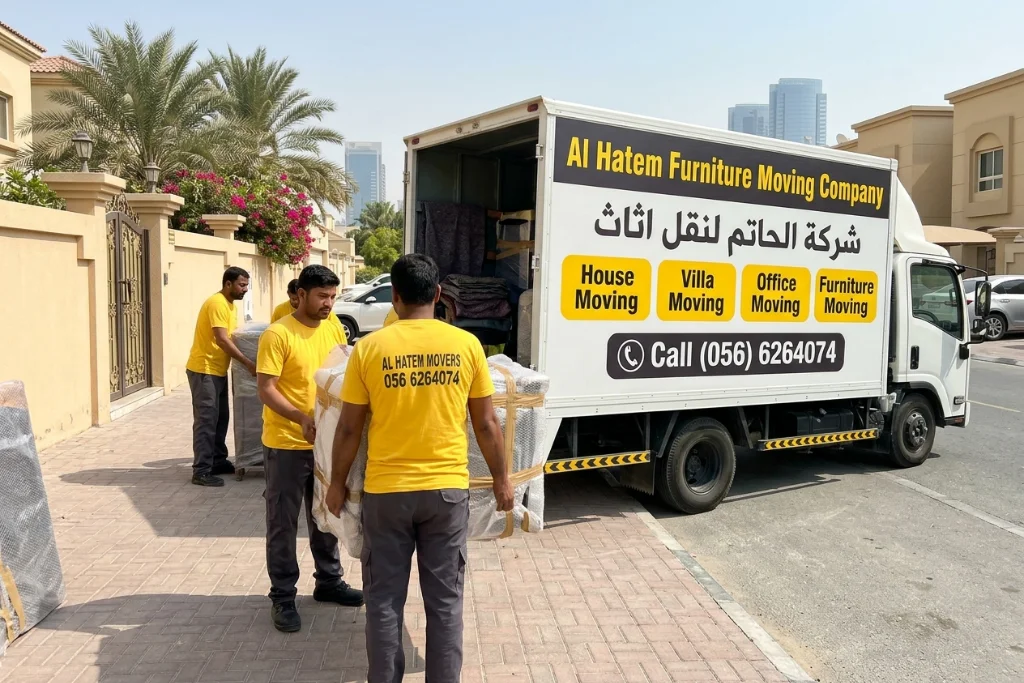 Al Hatem Furniture Moving Company
شركة الحاتم لنقل اثاث
House
Moving
Villa
Moving
Office
Moving
Furniture
Moving
Call (056) 6264074
AL HATEM MOVERS
056 6264074